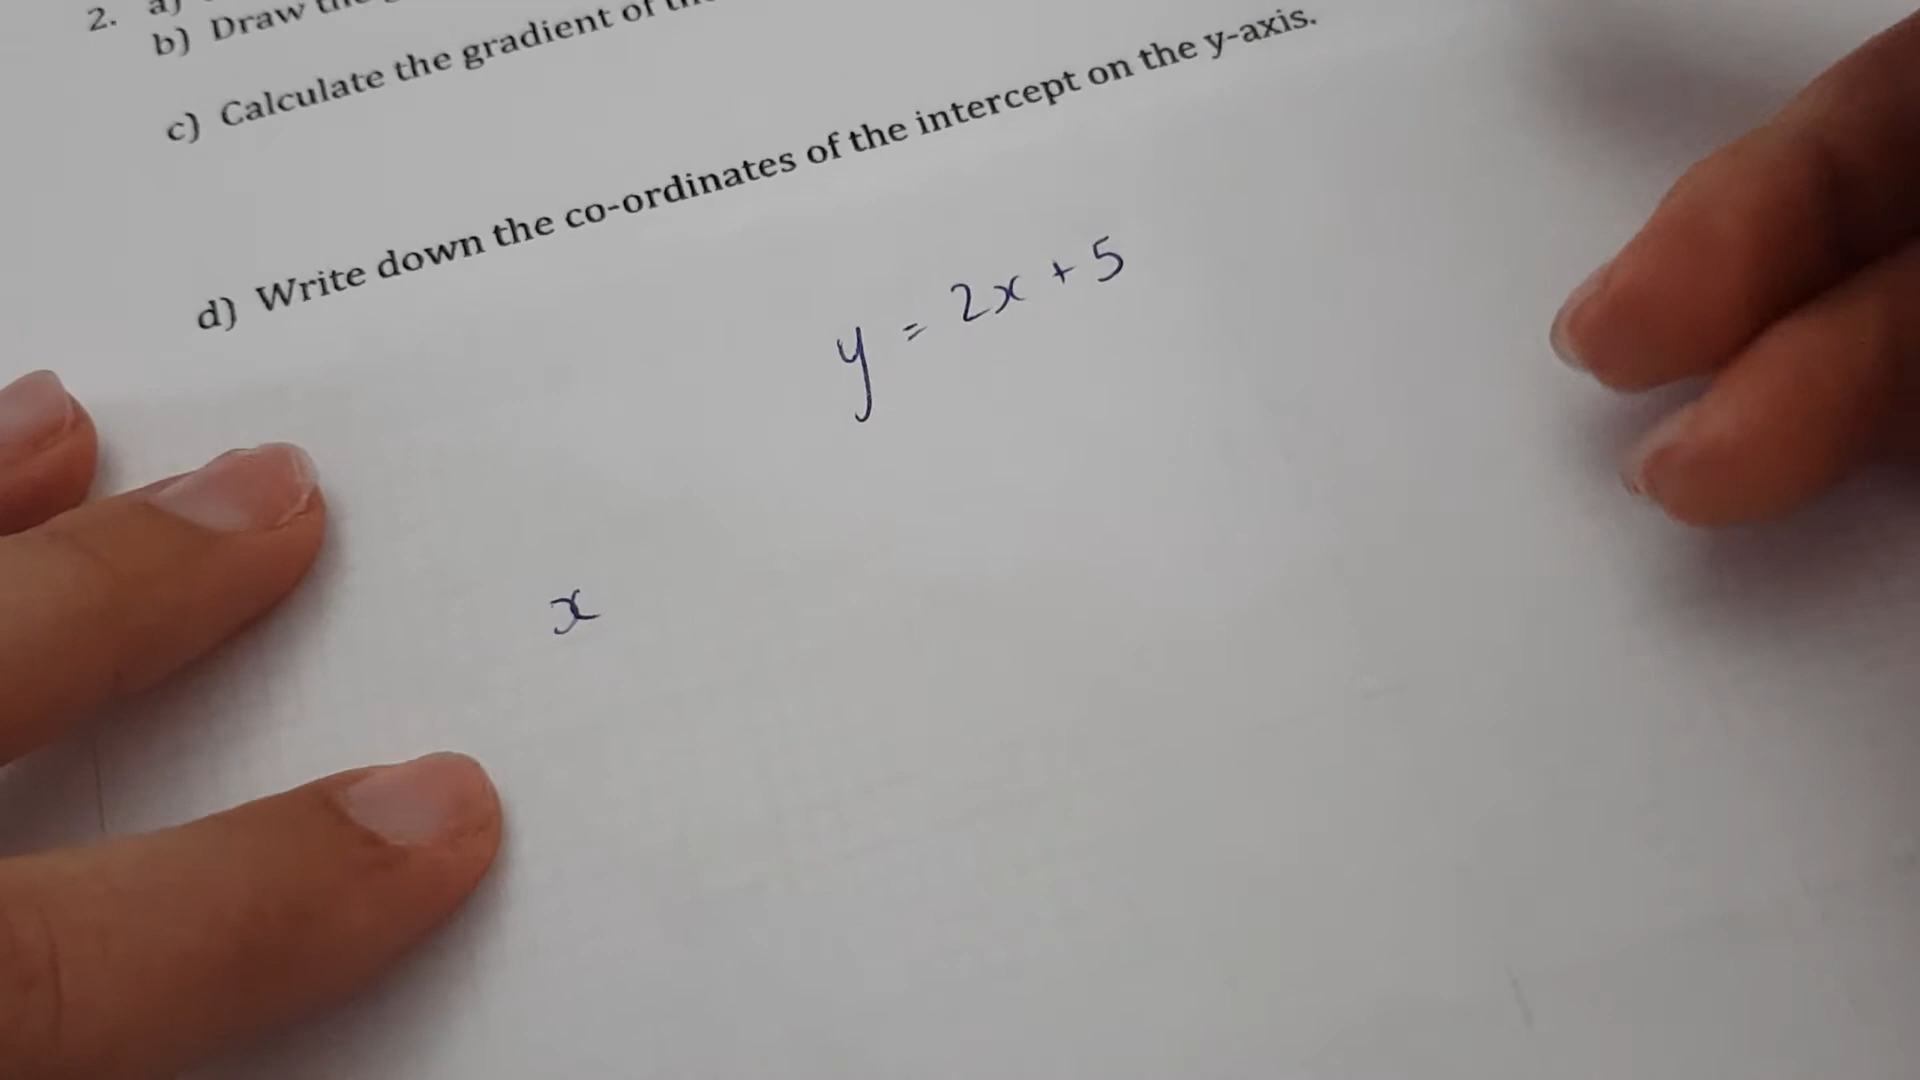 2. a)
b) Draw
c) Calculate the gradient of
d) Write down the co-ordinates of the intercept on the y-axis.
y = 2x + 5
x